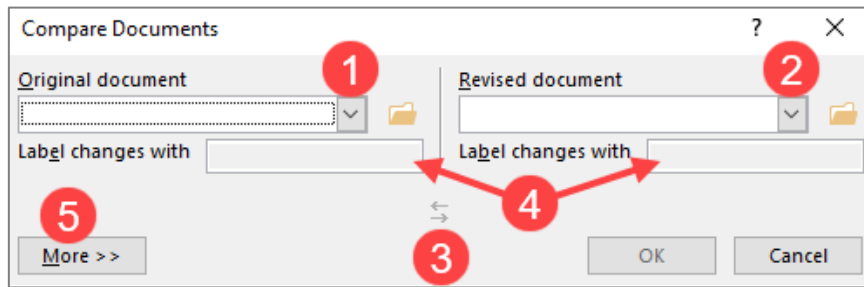 Compare Documents ? ×
1 2
Original document Revised document
Label changes with Label changes with
4
5
3
More >> OK Cancel